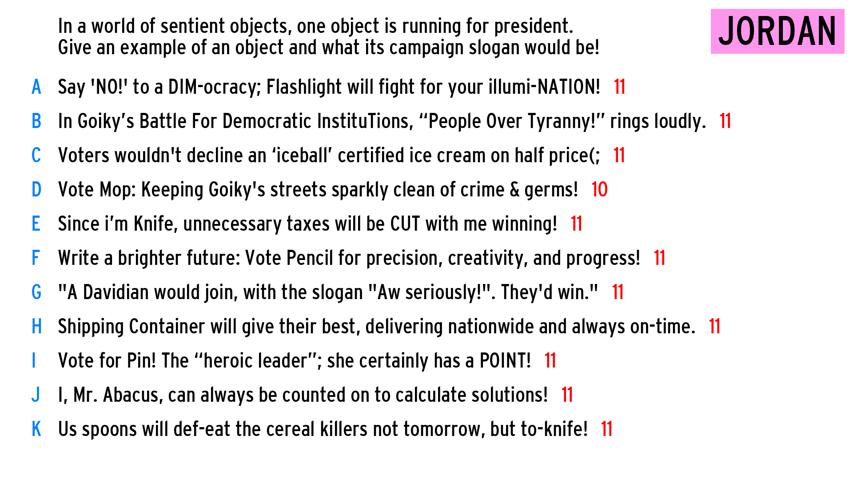 In a world of sentient objects, one object is running for president.
Give an example of an object and what its campaign slogan would be!
JORDAN
A Say 'NO!' to a DIM-ocracy; Flashlight will fight for your illumi-NATION! 11
B In Goiky's Battle For Democratic InstituTions, “People Over Tyranny!” rings loudly. 11
C Voters wouldn't decline an ‘iceball’ certified ice cream on half price(; 11
D Vote Mop: Keeping Goiky's streets sparkly clean of crime & germs! 10
E Since i’m Knife, unnecessary taxes will be CUT with me winning! 11
F Write a brighter future: Vote Pencil for precision, creativity, and progress! 11
G "A Davidian would join, with the slogan "Aw seriously!". They'd win." 11
H Shipping Container will give their best, delivering nationwide and always on-time. 11
I Vote for Pin! The “heroic leader”; she certainly has a POINT! 11
J I, Mr. Abacus, can always be counted on to calculate solutions! 11
K Us spoons will def-eat the cereal killers not tomorrow, but to-knife! 11